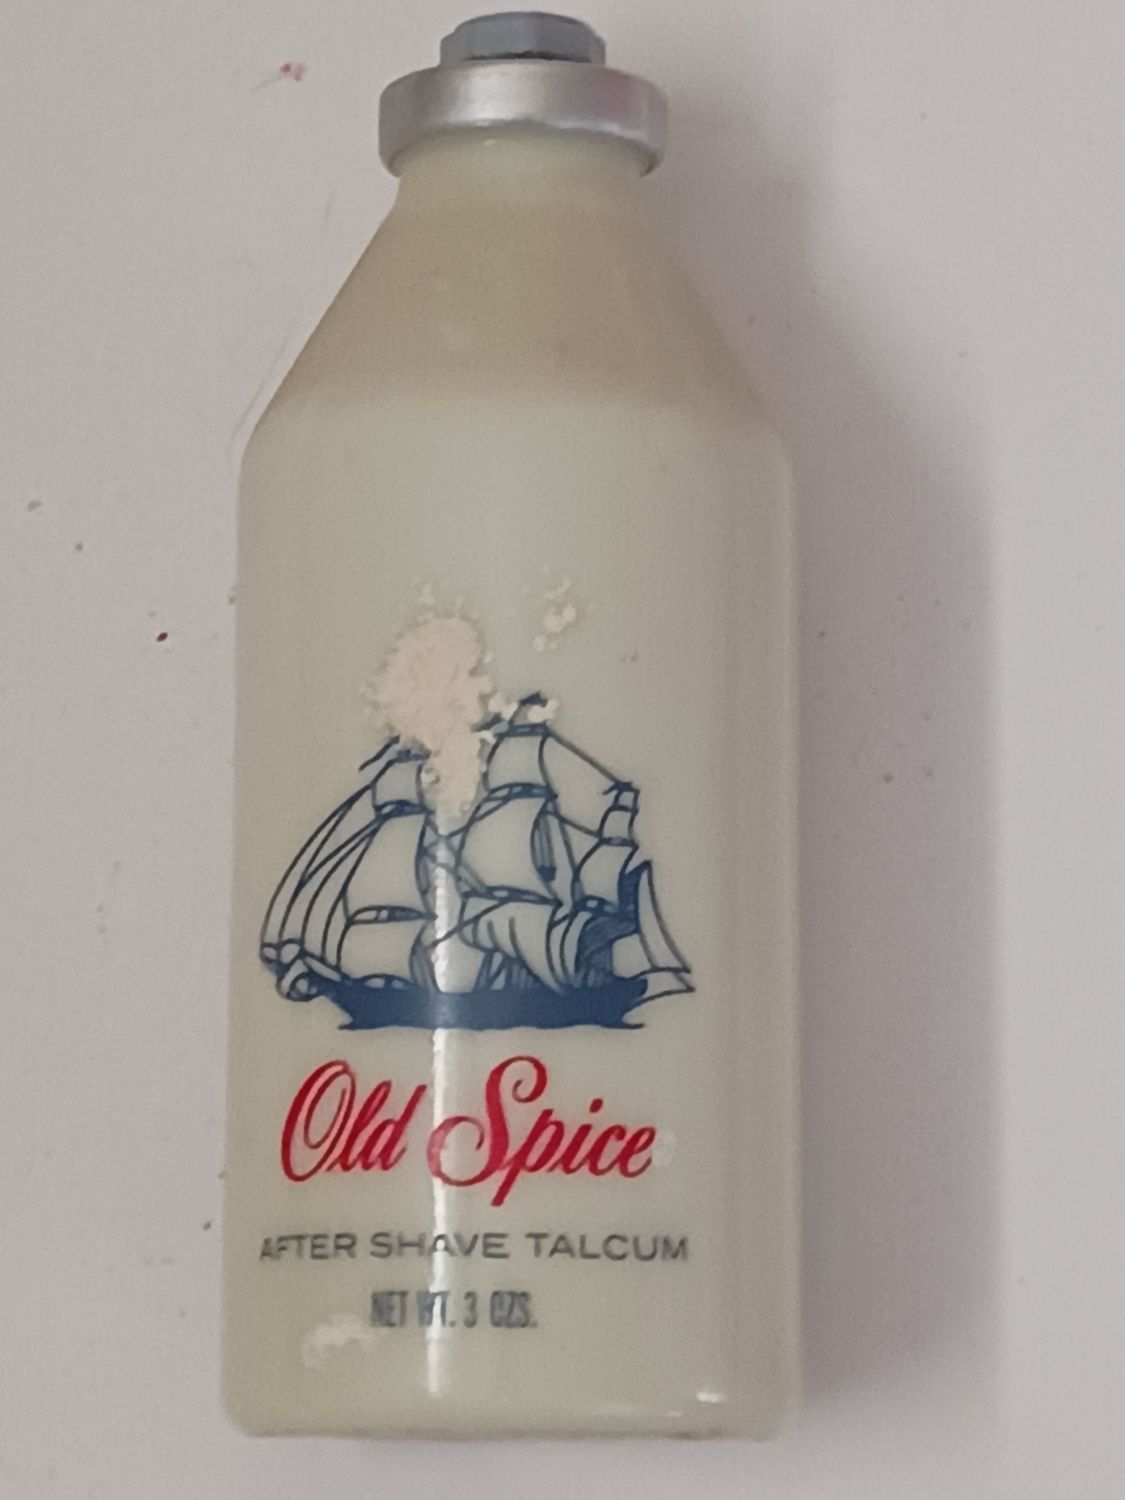 Old Spice
AFTER SHAVE TALCUM
NET WT. 3 OZS.